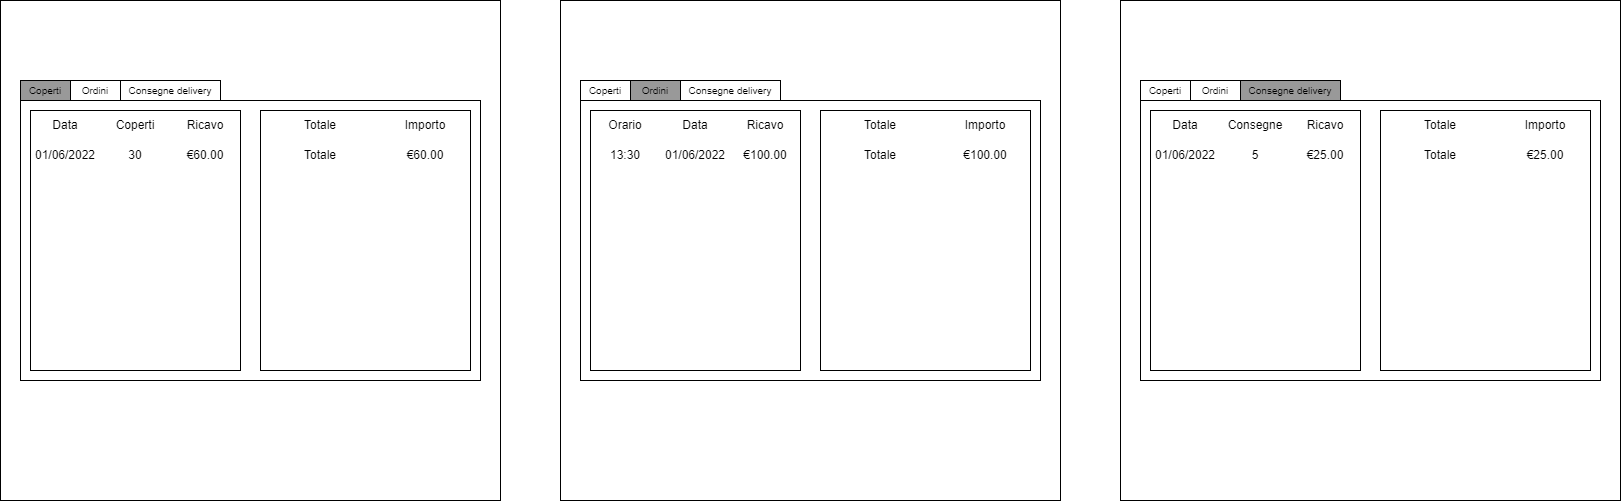 Coperti Ordini Consegne delivery
Data Coperti Ricavo
01/06/2022 30 €60.00
Totale Importo
Totale €60.00
Coperti Ordini Consegne delivery
Orario Data Ricavo
13:30 01/06/2022 €100.00
Totale Importo
Totale €100.00
Coperti Ordini Consegne delivery
Data Consegne Ricavo
01/06/2022 5 €25.00
Totale Importo
Totale €25.00